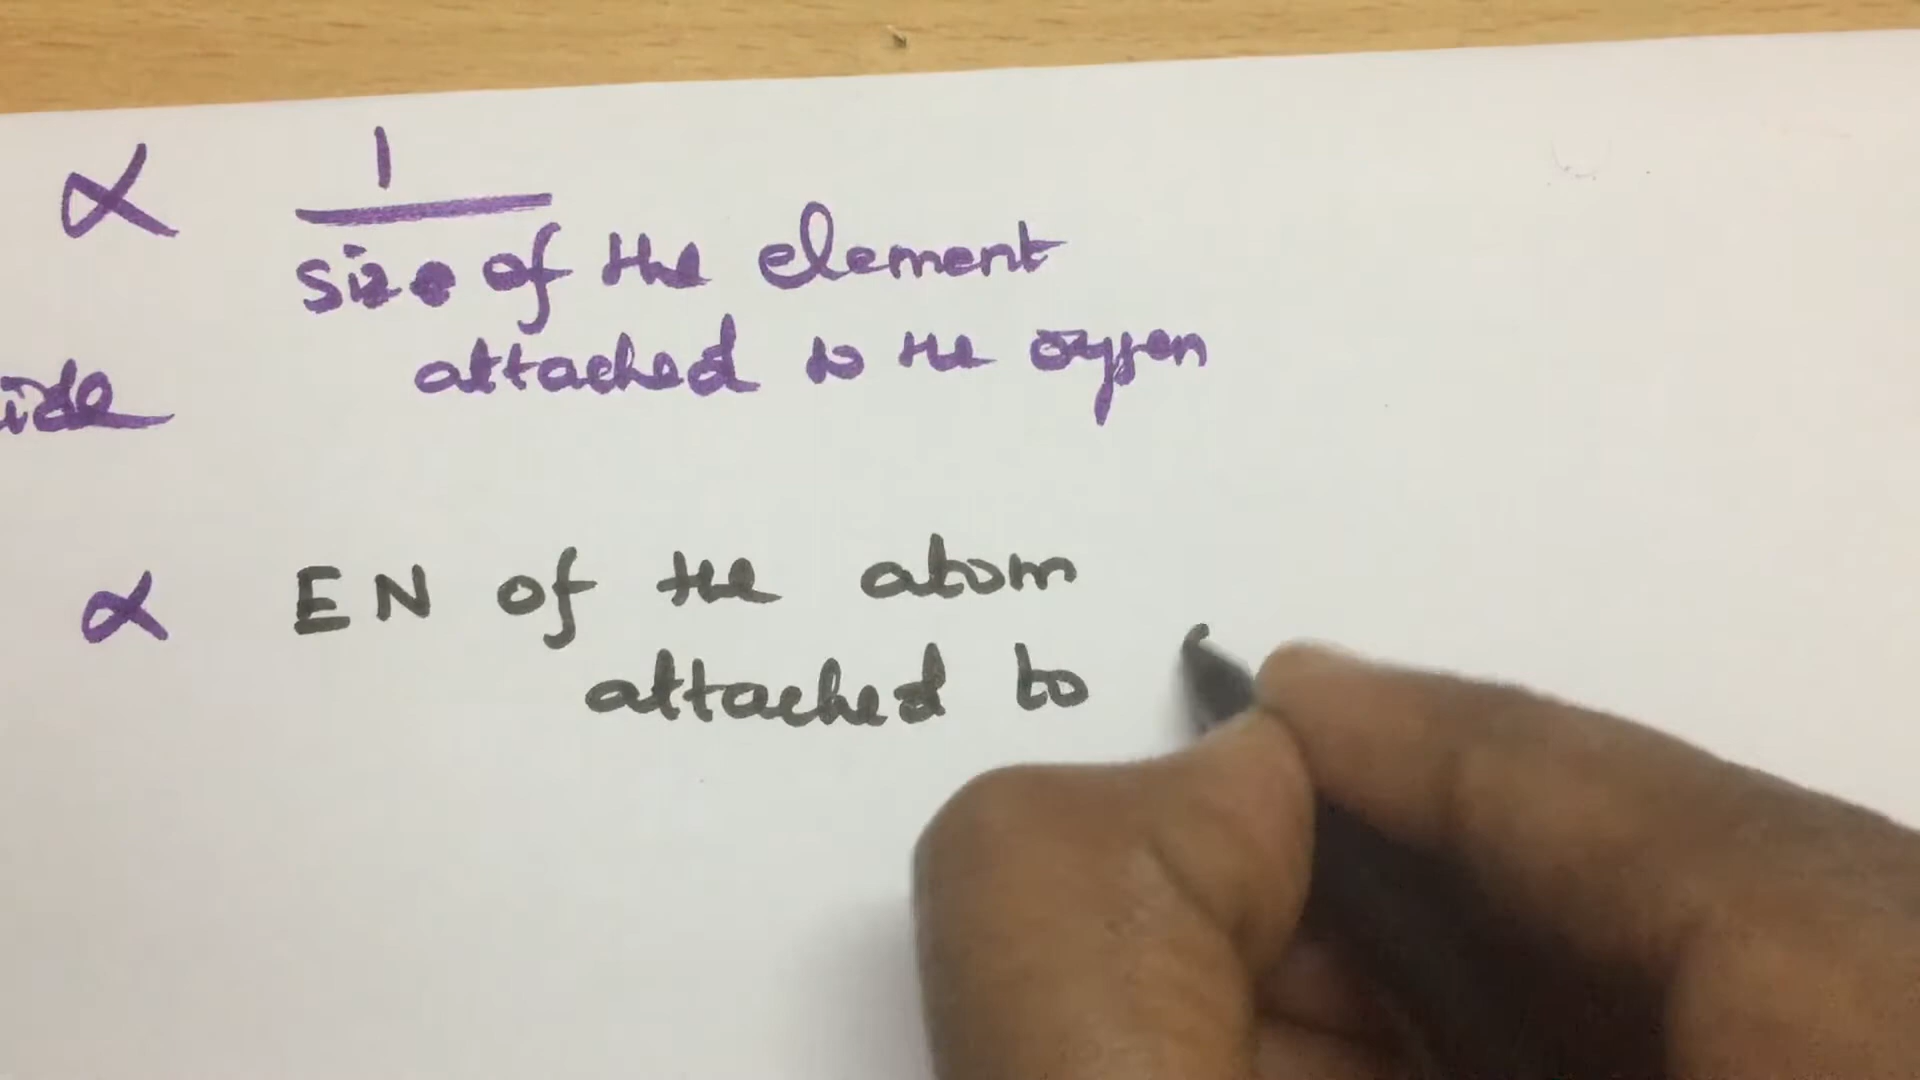 ∝ 1
size of the element
attached to the oxygen
ide
∝ EN of the atom
attached to